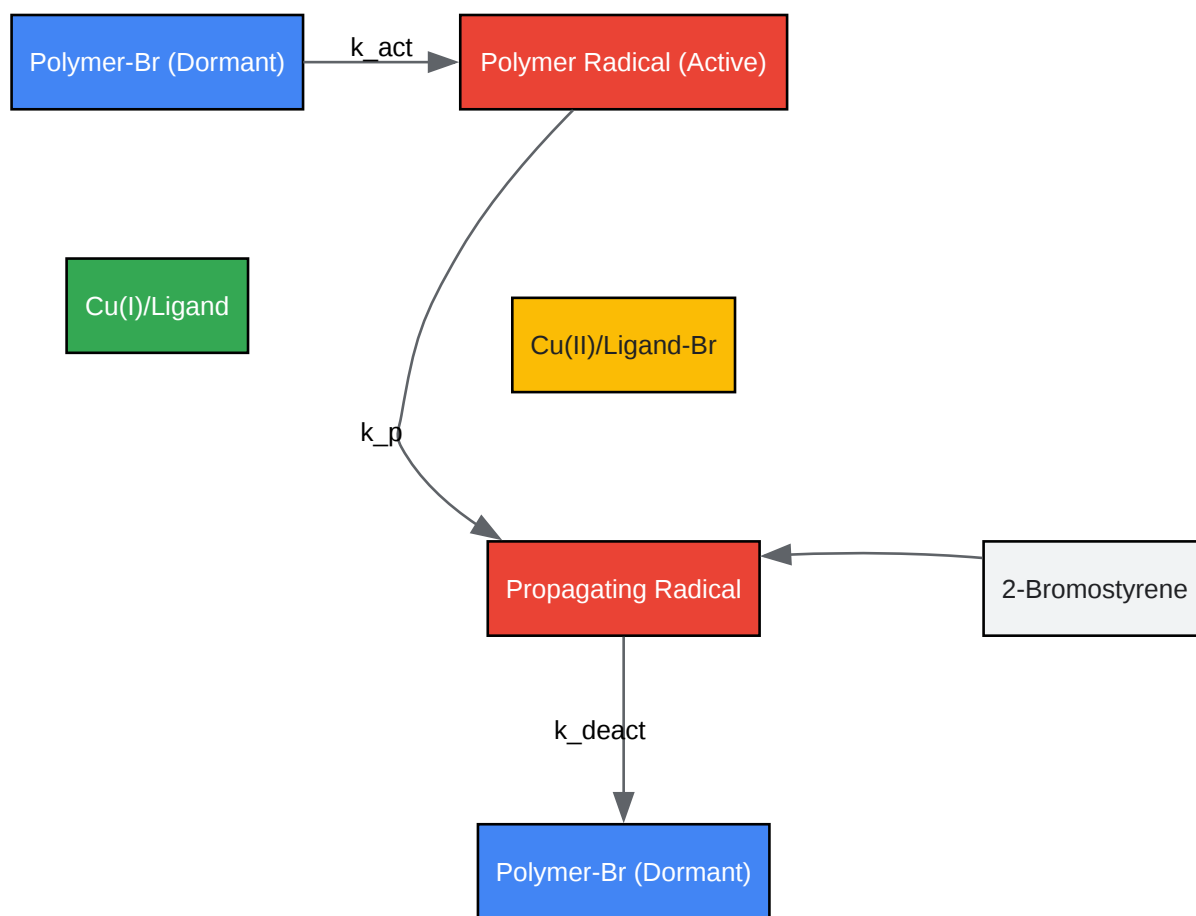 Polymer-Br (Dormant)
k_act
Polymer Radical (Active)
Cu(I)/Ligand
Cu(II)/Ligand-Br
k_p
Propagating Radical
2-Bromostyrene
k_deact
Polymer-Br (Dormant)